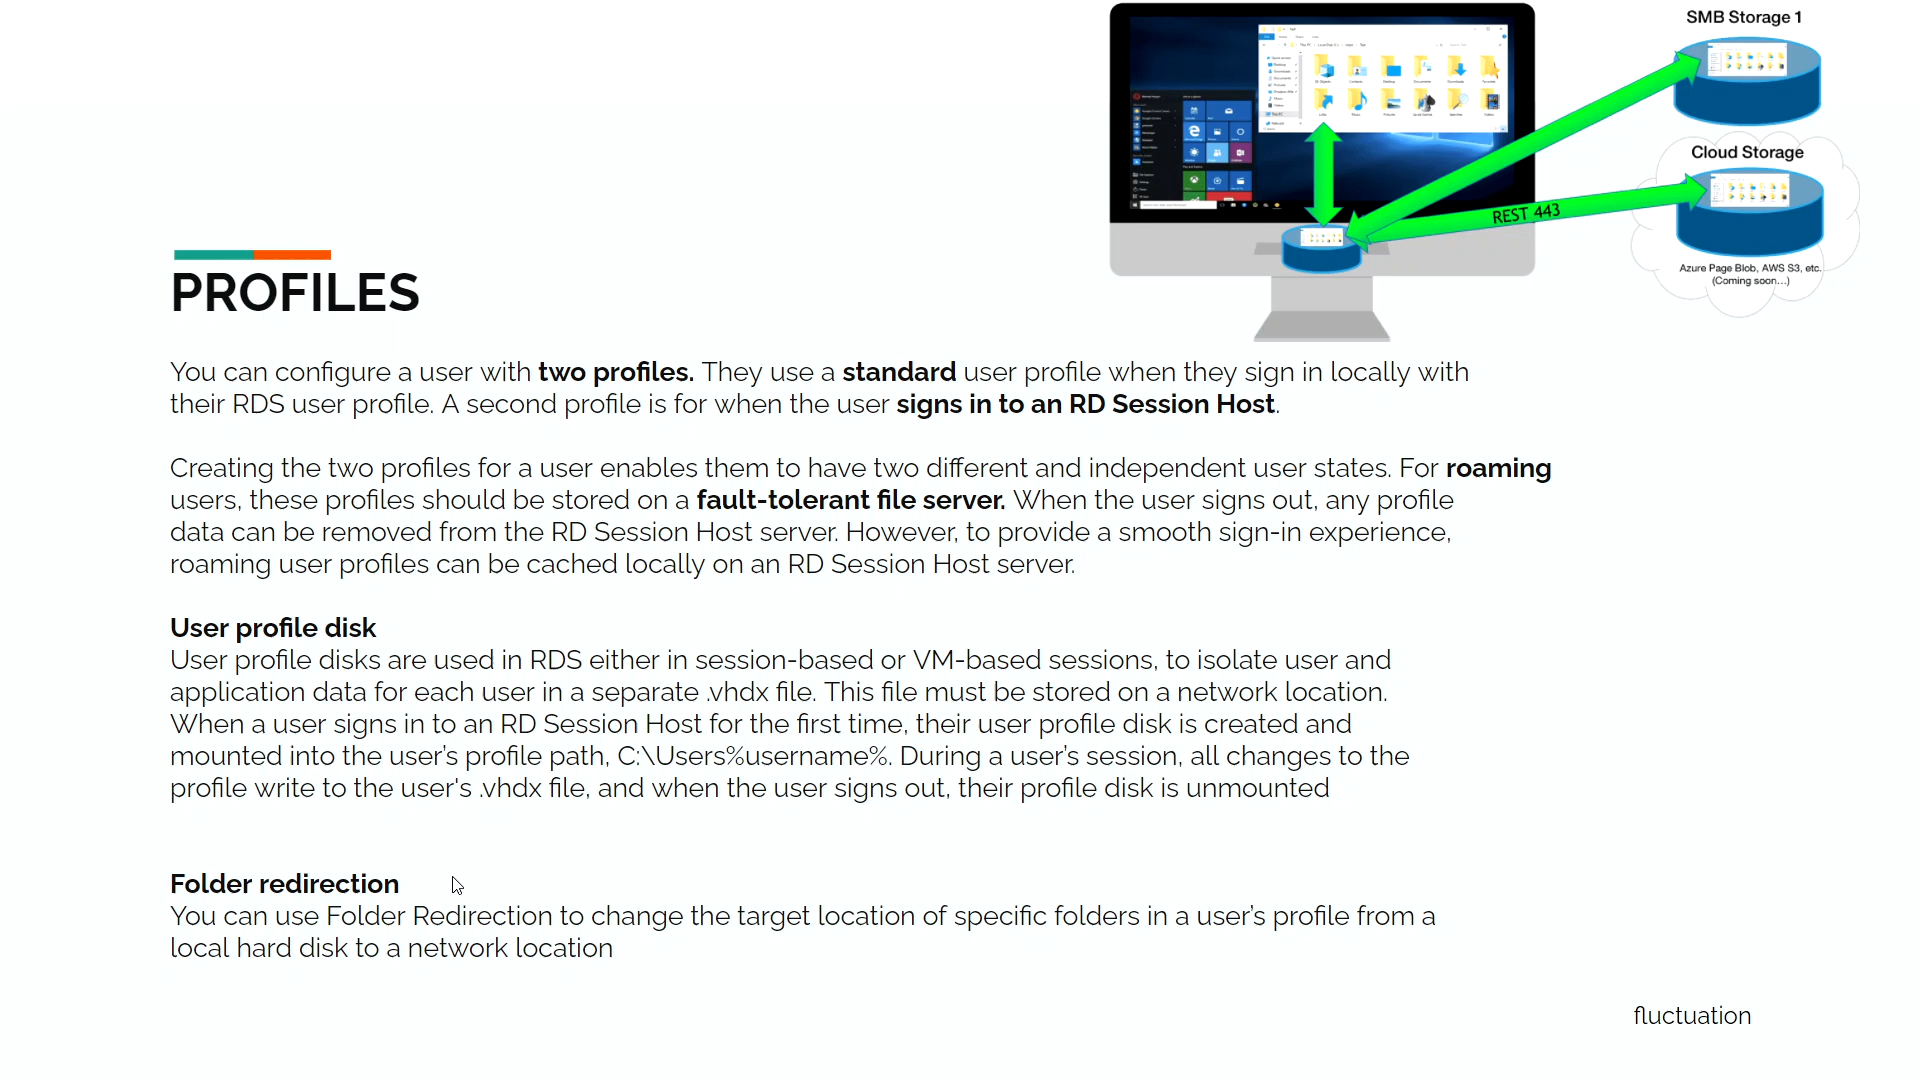 SMB Storage 1
Cloud Storage
REST 443
Azure Page Blob, AWS S3, etc.
(Coming soon...)
PROFILES
You can configure a user with two profiles. They use a standard user profile when they sign in locally with
their RDS user profile. A second profile is for when the user signs in to an RD Session Host.
Creating the two profiles for a user enables them to have two different and independent user states. For roaming
users, these profiles should be stored on a fault-tolerant file server. When the user signs out, any profile
data can be removed from the RD Session Host server. However, to provide a smooth sign-in experience,
roaming user profiles can be cached locally on an RD Session Host server.
User profile disk
User profile disks are used in RDS either in session-based or VM-based sessions, to isolate user and
application data for each user in a separate .vhdx file. This file must be stored on a network location.
When a user signs in to an RD Session Host for the first time, their user profile disk is created and
mounted into the user’s profile path, C:\Users%username%. During a user’s session, all changes to the
profile write to the user's .vhdx file, and when the user signs out, their profile disk is unmounted
Folder redirection
You can use Folder Redirection to change the target location of specific folders in a user’s profile from a
local hard disk to a network location
fluctuation